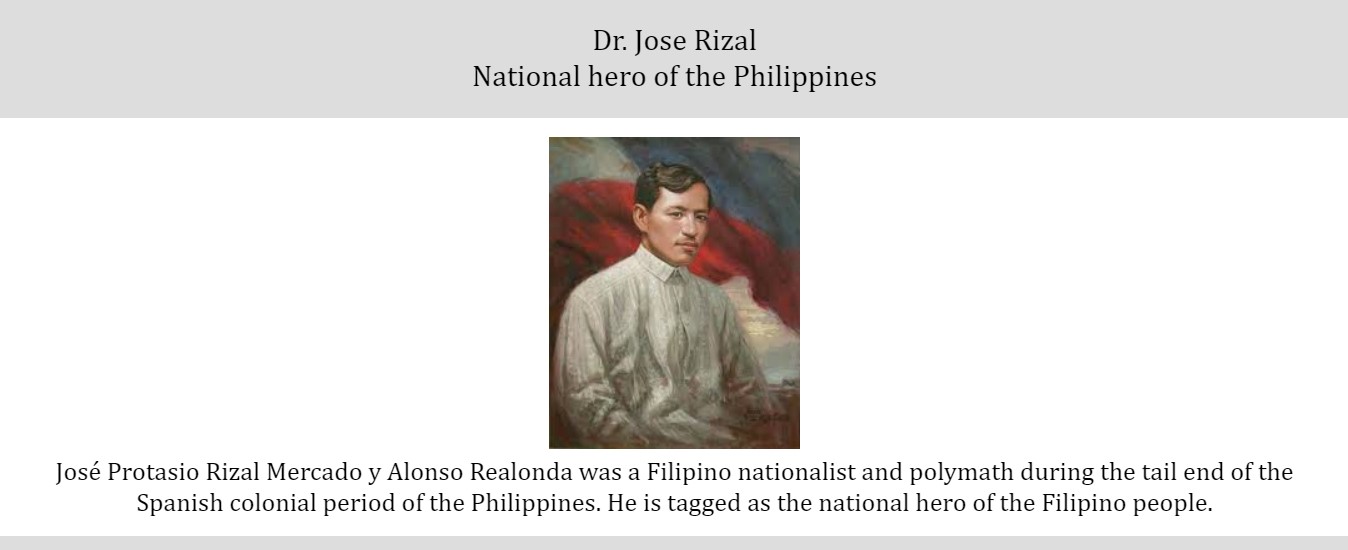 Dr. Jose Rizal
National hero of the Philippines
José Protasio Rizal Mercado y Alonso Realonda was a Filipino nationalist and polymath during the tail end of the
Spanish colonial period of the Philippines. He is tagged as the national hero of the Filipino people.